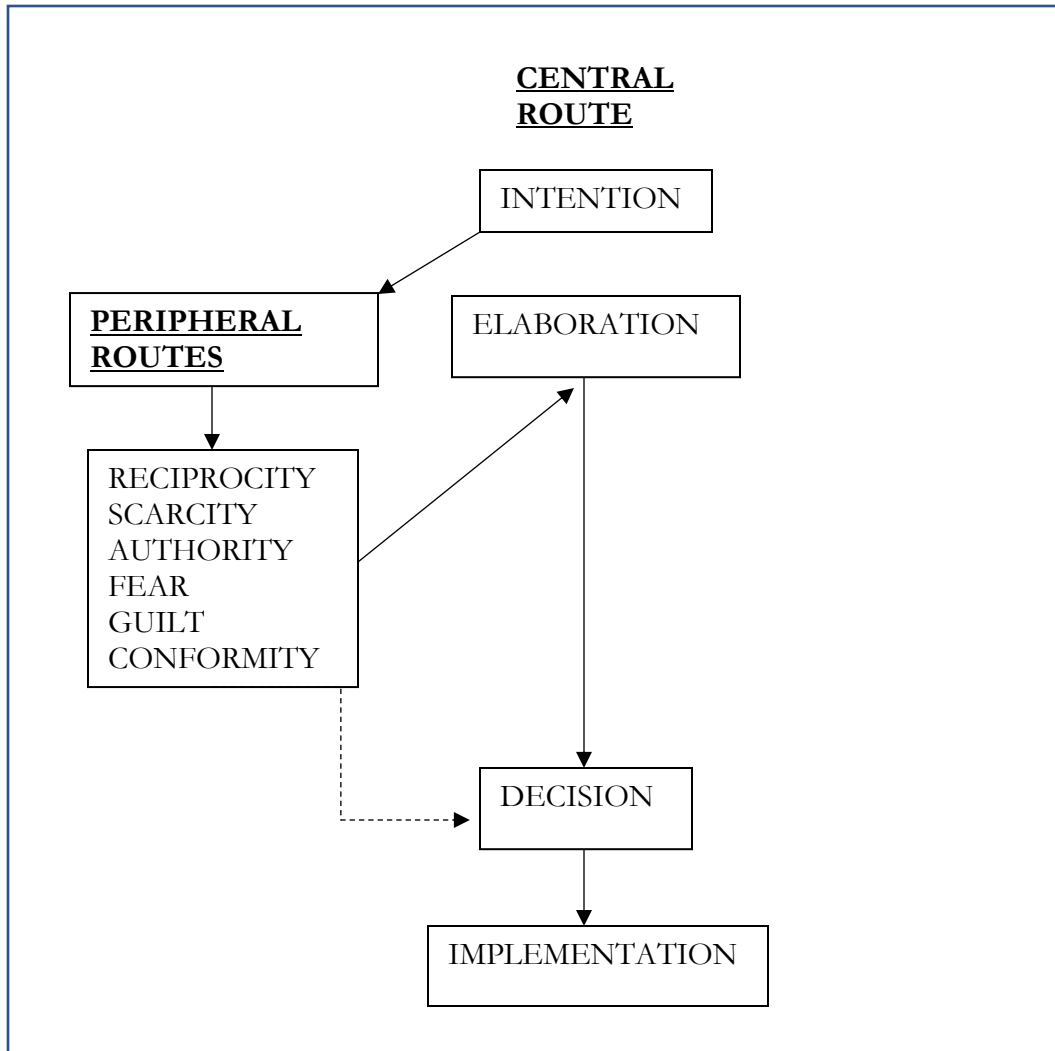 CENTRAL
ROUTE
INTENTION
PERIPHERAL
ROUTES
ELABORATION
RECIPROCITY
SCARCITY
AUTHORITY
FEAR
GUILT
CONFORMITY
DECISION
IMPLEMENTATION